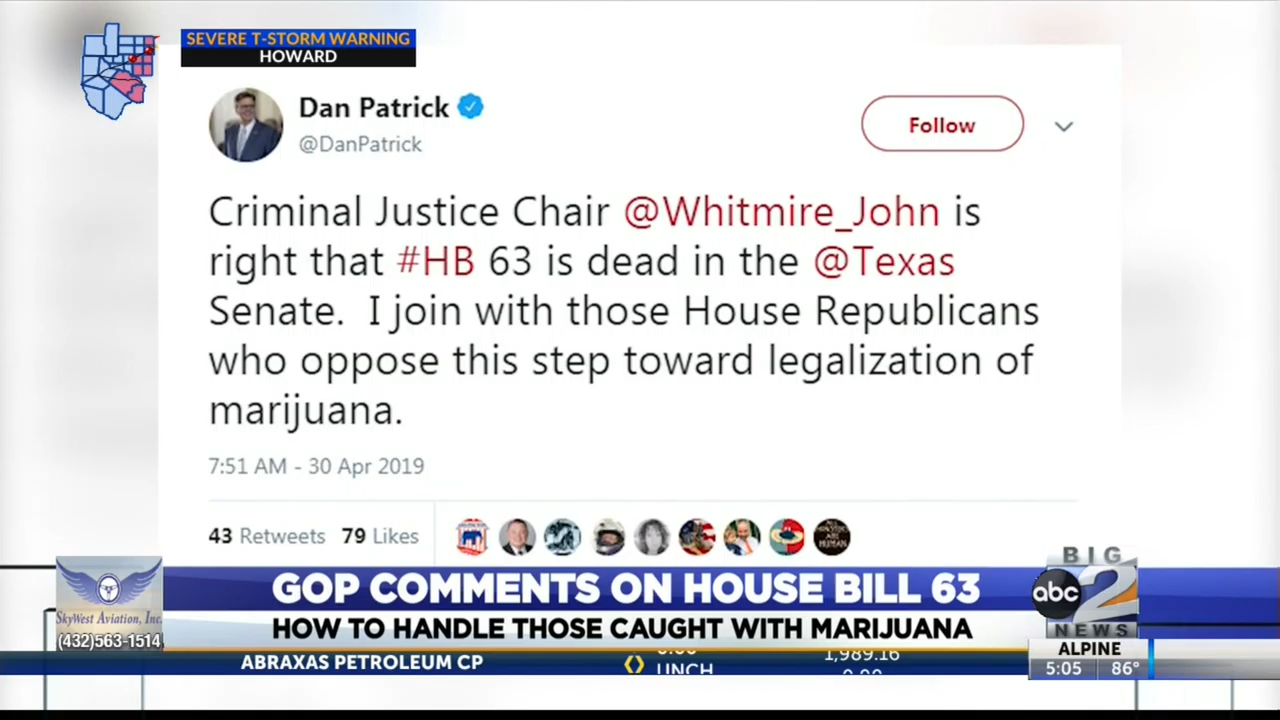 SEVERE T-STORM WARNING
HOWARD
Dan Patrick
@DanPatrick
Follow
Criminal Justice Chair @Whitmire_John is
right that #HB 63 is dead in the @Texas
Senate. I join with those House Republicans
who oppose this step toward legalization of
marijuana.
7:51 AM - 30 Apr 2019
43 Retweets 79 Likes
GOP COMMENTS ON HOUSE BILL 63
HOW TO HANDLE THOSE CAUGHT WITH MARIJUANA
SkyWest Aviation, Inc.
(432)563-1514
BIG
abc 2
NEWS
ALPINE
5:05 86°
ABRAXAS PETROLEUM CP
UNCH
1,989.16